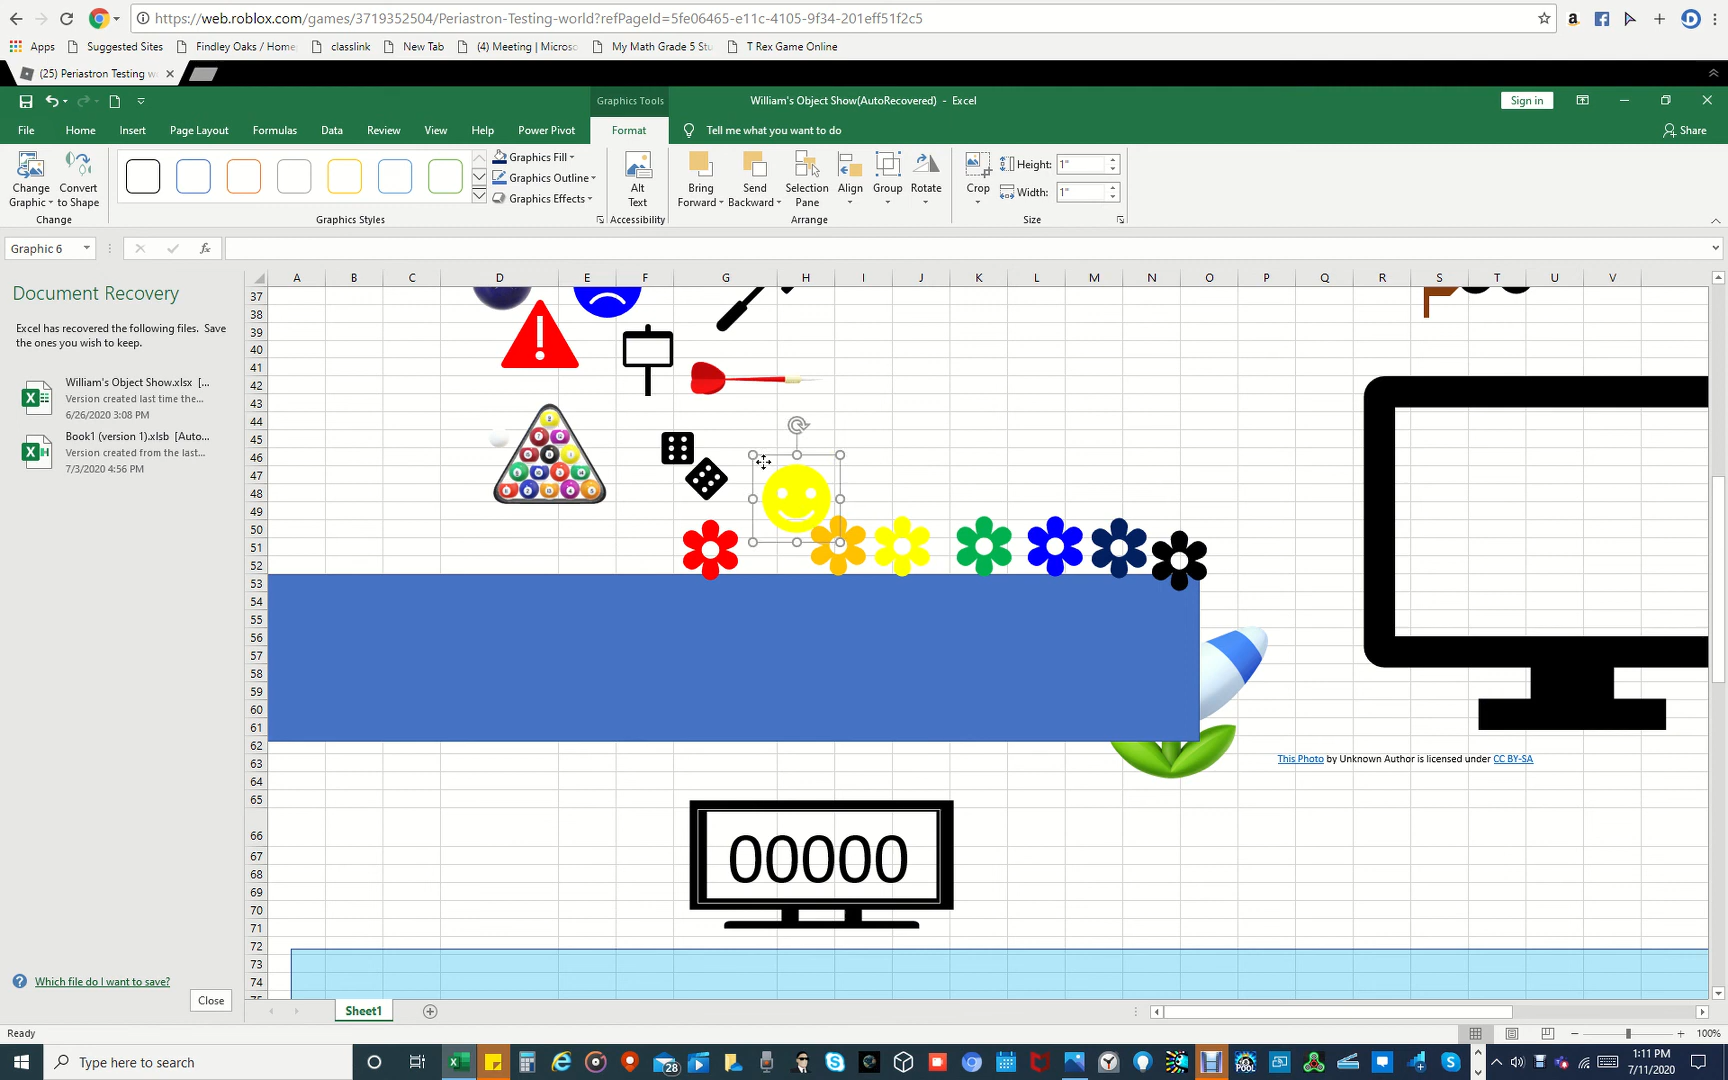 https://web.roblox.com/games/3719352504/Periastron-Testing-world?refPageId=5fe06465-e11c-4105-9f34-201eff51f2c5
Apps Suggested Sites Findley Oaks / Home classlink New Tab (4) Meeting | Micros My Math Grade 5 Stu T Rex Game Online
(25) Periastron Testing w
Graphics Tools William's Object Show(AutoRecovered) - Excel Sign in
File Home Insert Page Layout Formulas Data Review View Help Power Pivot Format Tell me what you want to do Share
Change Graphic Convert to Shape Graphics Fill Graphics Outline Graphics Effects Alt Text Bring Forward Send Backward Selection Pane Align Group Rotate Crop Height: 1" Width: 1"
Change Graphics Styles Accessibility Arrange Size
Graphic 6 fx
A B C D E F G H I J K L M N O P Q R S T U V
Document Recovery
Excel has recovered the following files. Save
the ones you wish to keep.
William's Object Show.xlsx [...
Version created last time the...
6/26/2020 3:08 PM
Book1 (version 1).xlsb [Auto...
Version created from the last...
7/3/2020 4:56 PM
37
38
39
40
41
42
43
44
45
46
47
48
49
50
51
52
53
54
55
56
57
58
59
60
61
62
63
64
65
66
67
68
69
70
71
72
73
74
75
This Photo by Unknown Author is licensed under CC BY-SA
00000
Which file do I want to save?
Close
Sheet1
Ready 100%
Type here to search 28 1:11 PM
7/11/2020